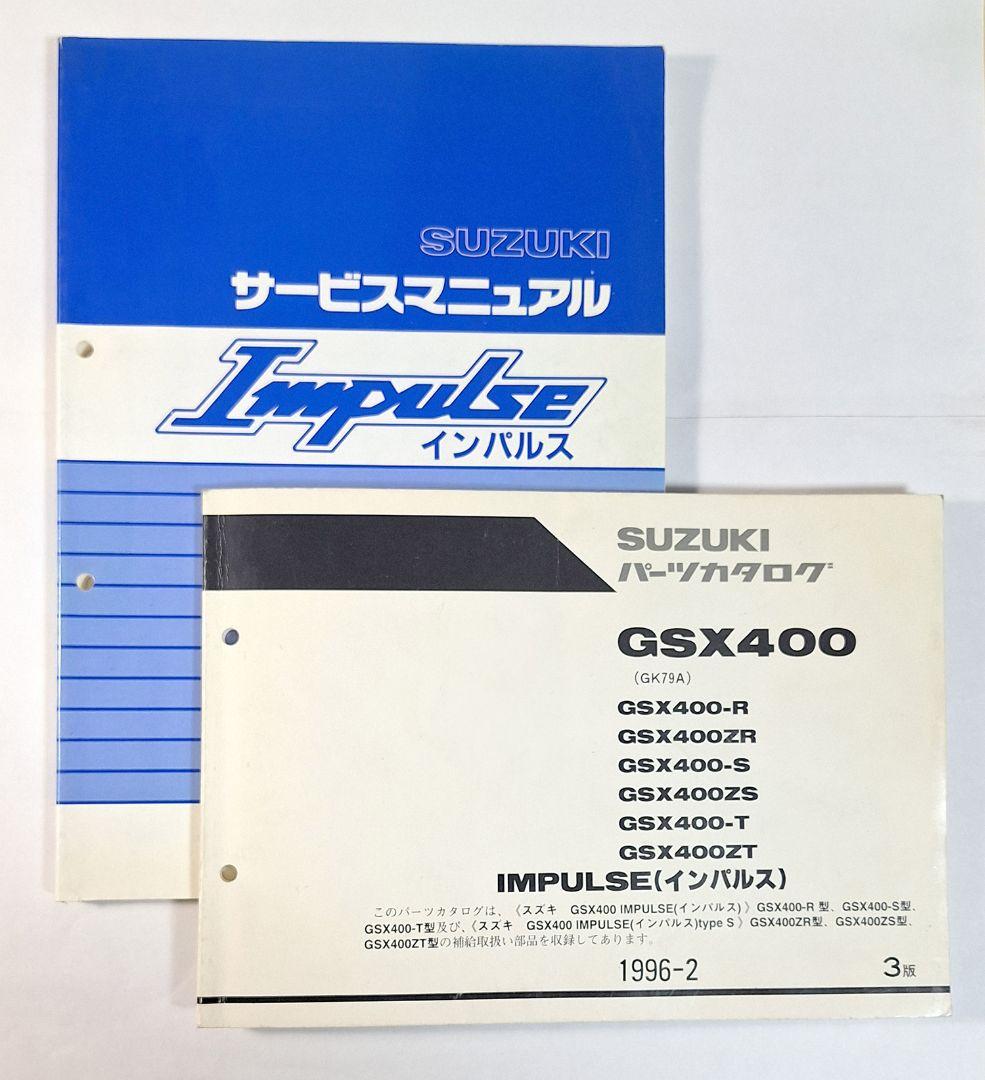 SUZUKI
サービスマニュアル
Impulse
インパルス
SUZUKI
パーツカタログ
GSX400
(GK79A)
GSX400-R
GSX400ZR
GSX400-S
GSX400ZS
GSX400-T
GSX400ZT
IMPULSE(インパルス)
このパーツカタログは、《スズキ GSX400 IMPULSE(インパルス)》GSX400-R型、GSX400-S型、
GSX400-T型及び、《スズキ GSX400 IMPULSE(インパルス)type S》GSX400ZR型、GSX400ZS型、
GSX400ZT型の補給取扱い部品を収録してあります。
1996-2 3版